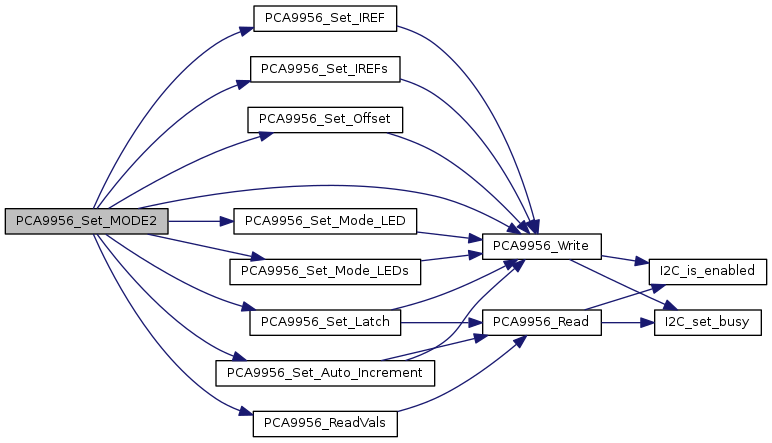 PCA9956_Set_IREF
PCA9956_Set_IREFs
PCA9956_Set_Offset
PCA9956_Set_MODE2
PCA9956_Set_Mode_LED
PCA9956_Write
PCA9956_Set_Mode_LEDs
I2C_is_enabled
PCA9956_Set_Latch
PCA9956_Read
I2C_set_busy
PCA9956_Set_Auto_Increment
PCA9956_ReadVals